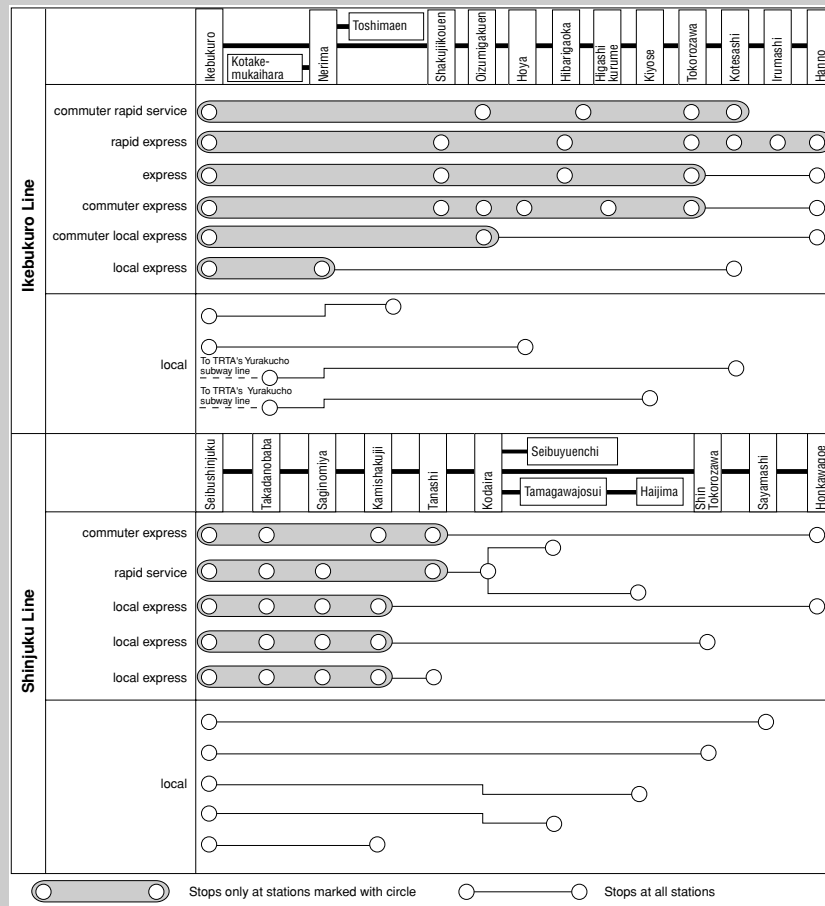 Ikebukuro Line
Ikebukuro
Kotake-
mukaihara
Nerima
Toshimaen
Shakujiikouen
Oizumigakuen
Hoya
Hibarigaoka
Higashi
kurume
Kiyose
Tokorozawa
Kotesashi
Irumashi
Hanno
commuter rapid service
rapid express
express
commuter express
commuter local express
local express
local
To TRTA's Yurakucho
subway line
To TRTA's Yurakucho
subway line
Shinjuku Line
Seibushinjuku
Takadanobaba
Saginomiya
Kamishakujii
Tanashi
Kodaira
Seibuyuenchi
Tamagawajosui
Haijima
Shin
Tokorozawa
Sayamashi
Honkawagoe
commuter express
rapid service
local express
local express
local express
local
Stops only at stations marked with circle
Stops at all stations